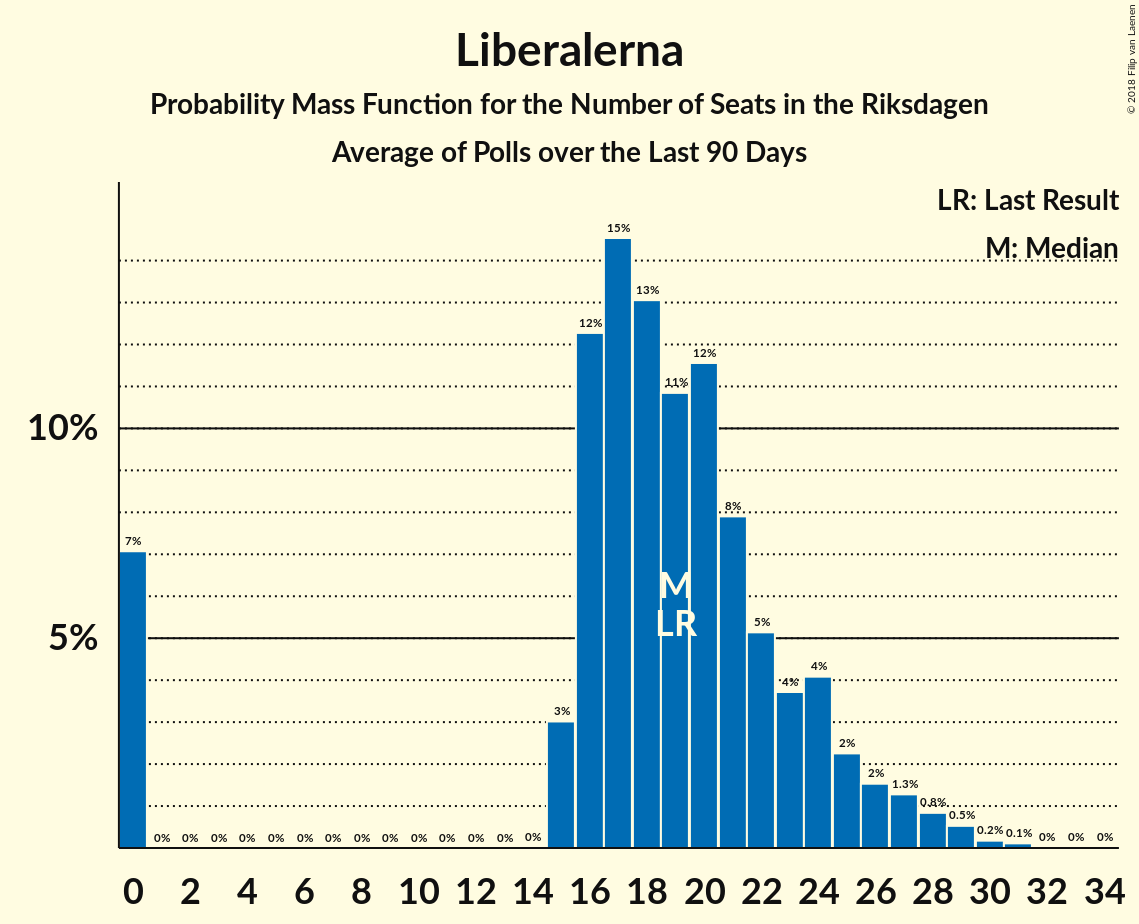 © 2018 Filip van Laenen
Liberalerna
Probability Mass Function for the Number of Seats in the Riksdagen
Average of Polls over the Last 90 Days
LR: Last Result
M: Median
15%
13%
12%
12%
11%
10%
8%
7%
M
LR
5%
5%
4%
4%
3%
2%
2%
1.3%
0.8%
0.5%
0.2%
0.1%
0% 0% 0% 0% 0% 0% 0% 0% 0% 0% 0% 0% 0% 0% 0% 0% 0%
0 2 4 6 8 10 12 14 16 18 20 22 24 26 28 30 32 34